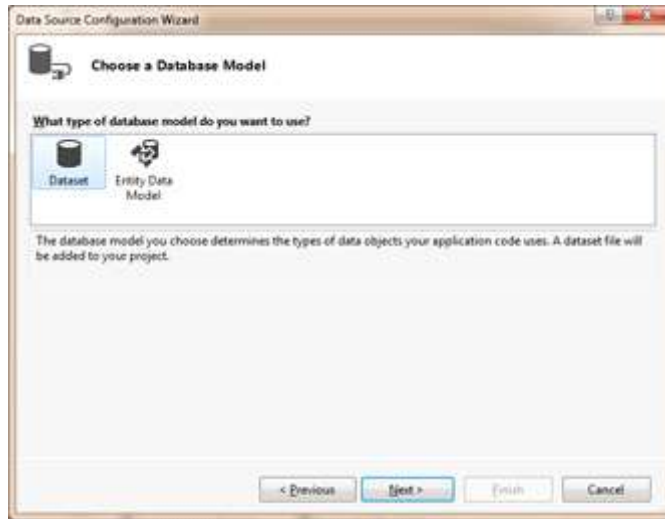 Data Source Configuration Wizard
Choose a Database Model
What type of database model do you want to use?
Dataset
Entity Data
Model
The database model you choose determines the types of data objects your application code uses. A dataset file will
be added to your project.
< Previous
Next >
Finish
Cancel